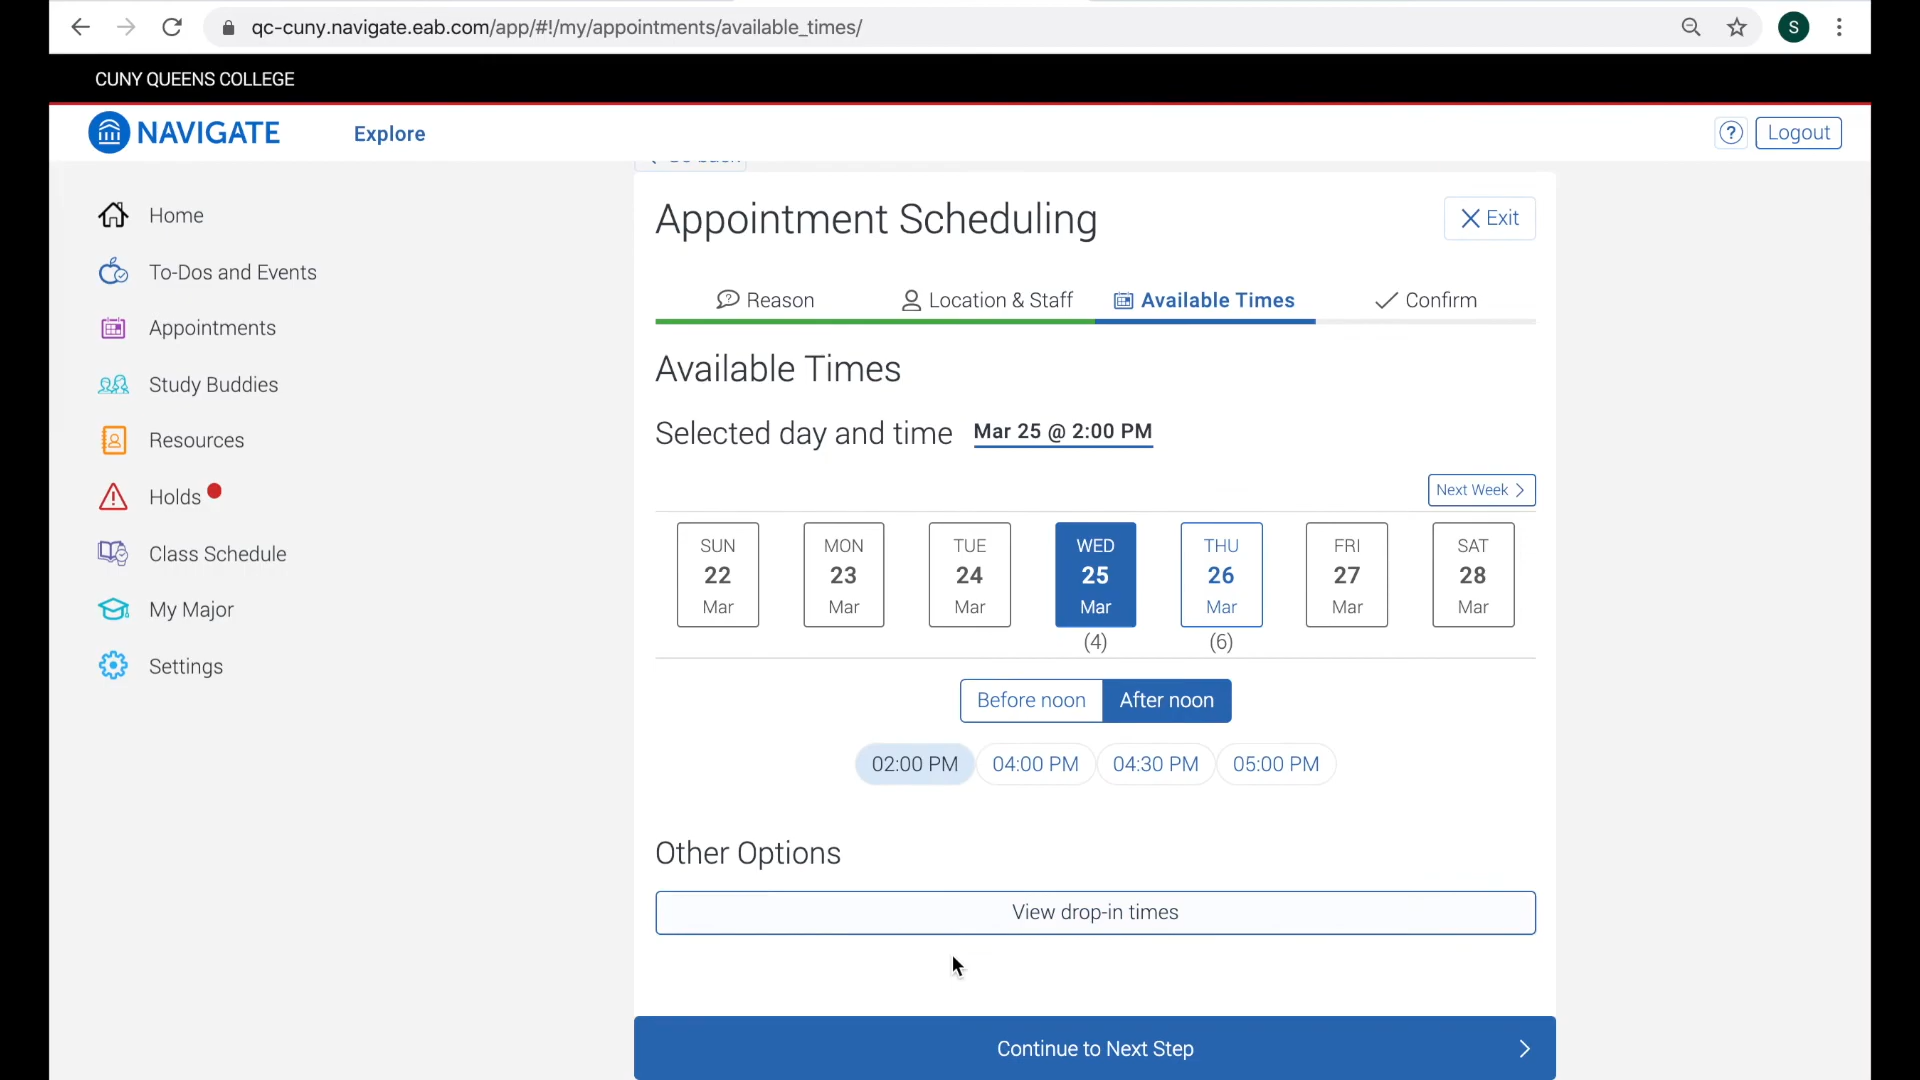 qc-cuny.navigate.eab.com/app/#!/my/appointments/available_times/
S
CUNY QUEENS COLLEGE
NAVIGATE
Explore
?
Logout
Home
To-Dos and Events
Appointments
Study Buddies
Resources
Holds
Class Schedule
My Major
Settings
Appointment Scheduling
Exit
Reason
Location & Staff
Available Times
Confirm
Available Times
Selected day and time Mar 25 @ 2:00 PM
Next Week
SUN 22 Mar
MON 23 Mar
TUE 24 Mar
WED 25 Mar (4)
THU 26 Mar (6)
FRI 27 Mar
SAT 28 Mar
Before noon
After noon
02:00 PM
04:00 PM
04:30 PM
05:00 PM
Other Options
View drop-in times
Continue to Next Step